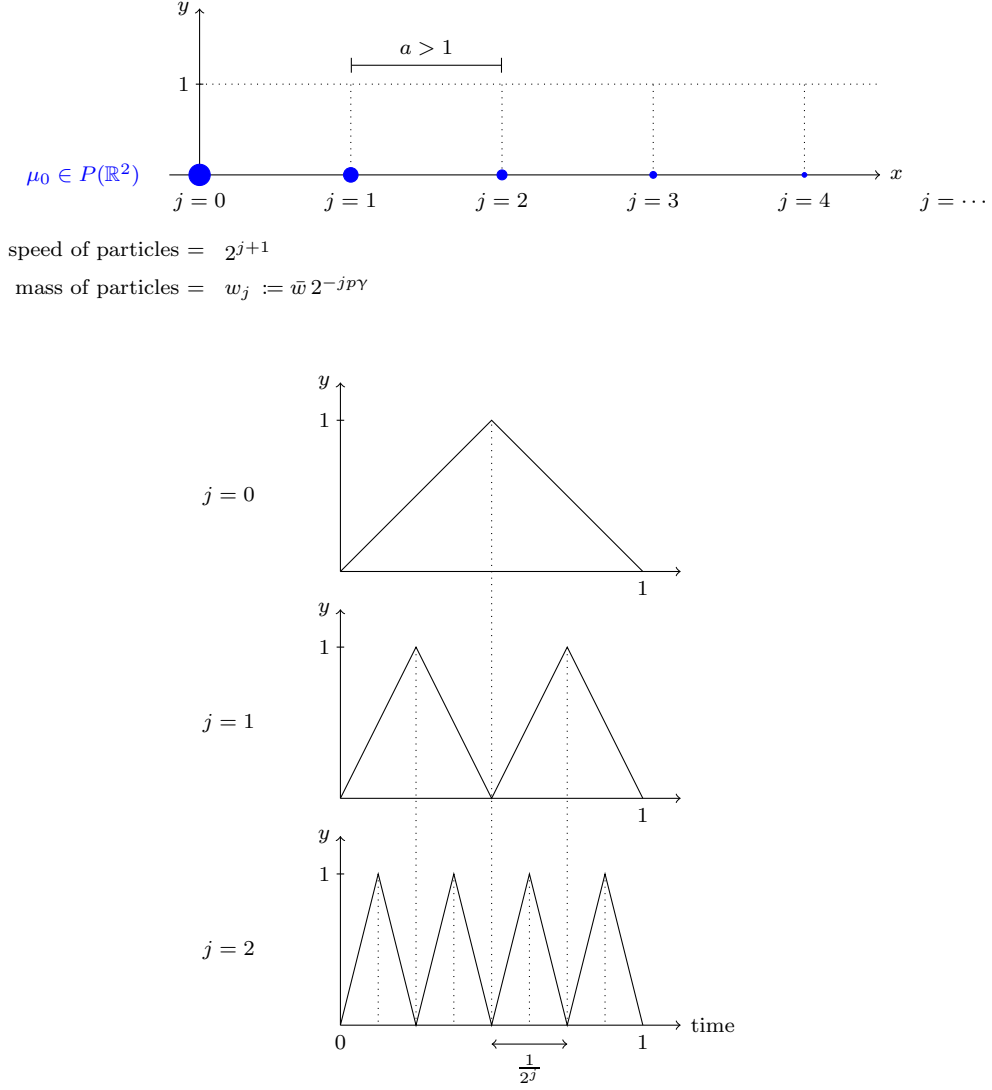 y
a > 1
1
μ₀ ∈ P(ℝ²)
x
j = 0 j = 1 j = 2 j = 3 j = 4 j = ⋯
speed of particles = 2^{j+1}
mass of particles = w_j := w̄ 2^{-jpγ}
y
1
j = 0
1
y
1
j = 1
1
y
1
j = 2
time
0 1
1/2^j